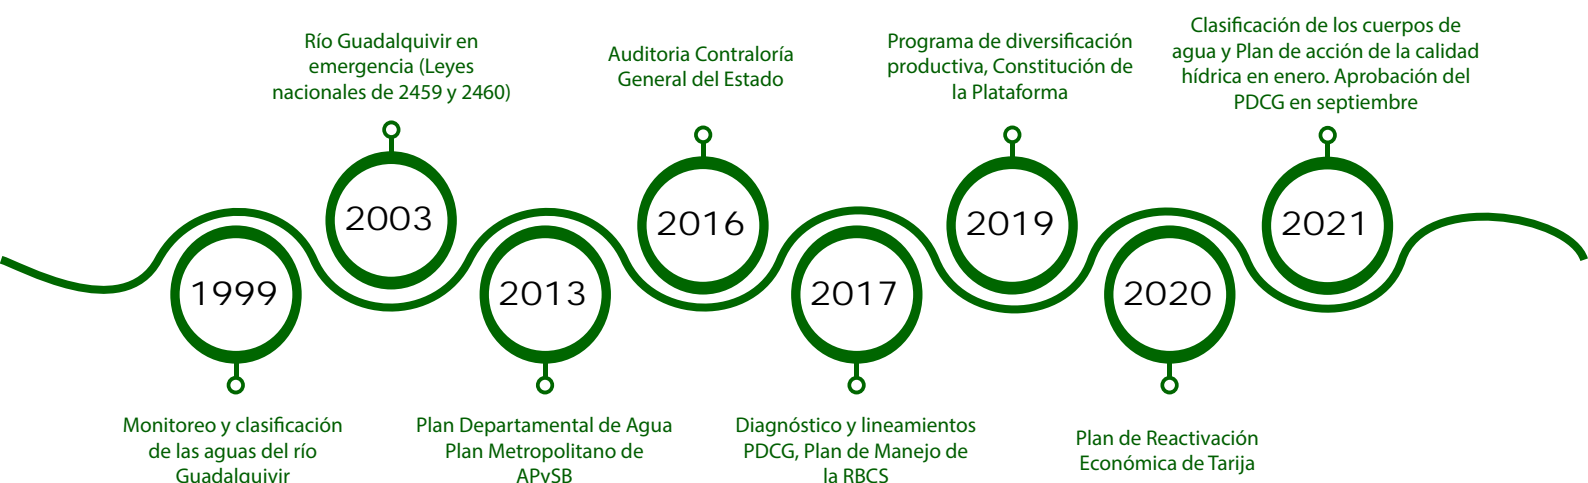 Río Guadalquivir en
emergencia (Leyes
nacionales de 2459 y 2460)
Auditoria Contraloría
General del Estado
Programa de diversificación
productiva, Constitución de
la Plataforma
Clasificación de los cuerpos de
agua y Plan de acción de la calidad
hídrica en enero. Aprobación del
PDCG en septiembre
1999
2003
2013
2016
2017
2019
2020
2021
Monitoreo y clasificación
de las aguas del río
Guadalquivir
Plan Departamental de Agua
Plan Metropolitano de
APySB
Diagnóstico y lineamientos
PDCG, Plan de Manejo de
la RBCS
Plan de Reactivación
Económica de Tarija